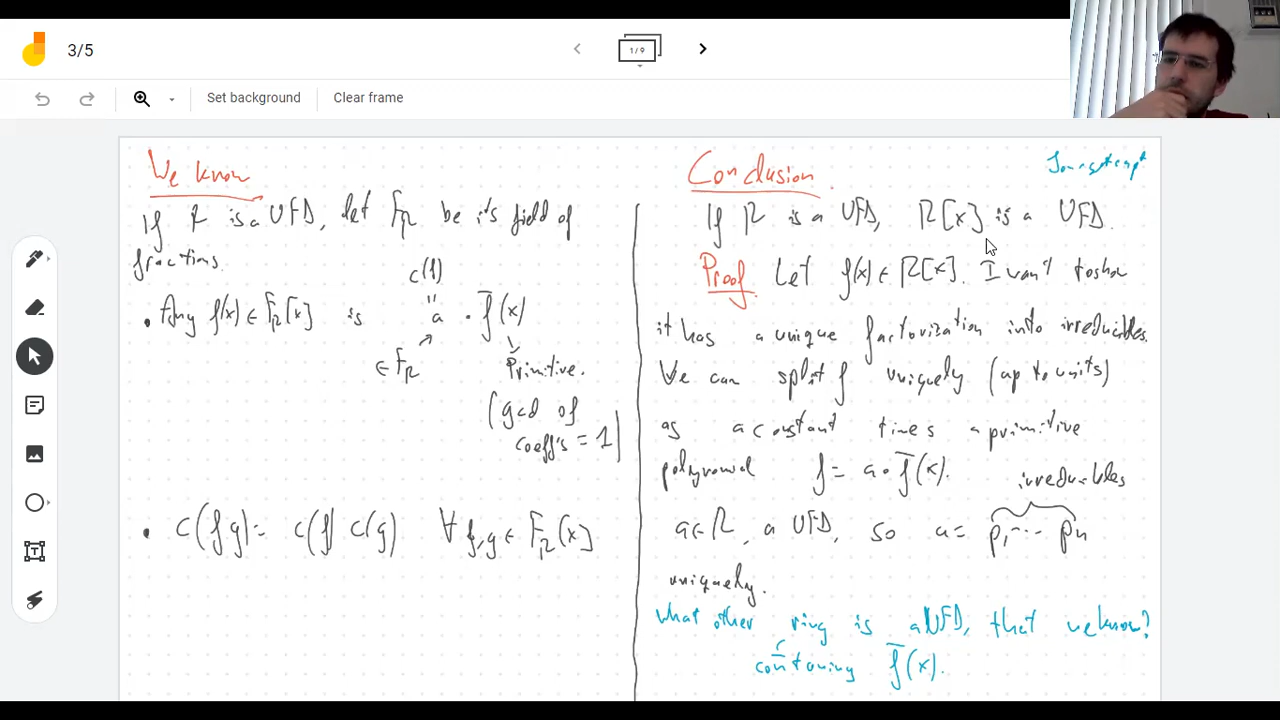 3/5
1/9
Set background
Clear frame
We know
If R is a UFD, let F_R be it's field of
fractions.
c(f)
"
• Any f(x) ∈ F_R[x] is a · f̄(x)
∈ F_R
Primitive.
(gcd of
coeff's = 1)
• c(fg) = c(f) c(g) ∀ f,g ∈ F_R[x]
Conclusion
If R is a UFD, R[x] is a UFD.
Proof Let f(x) ∈ R[x]. I want to show
it has a unique factorization into irreducibles.
We can split f uniquely (up to units)
as a constant times a primitive
polynomial f = a · f̄(x).
irreducibles
a ∈ R, a UFD, so a = p₁ ... pₙ
uniquely.
What other ring is a UFD, that we know?
containing f̄(x).